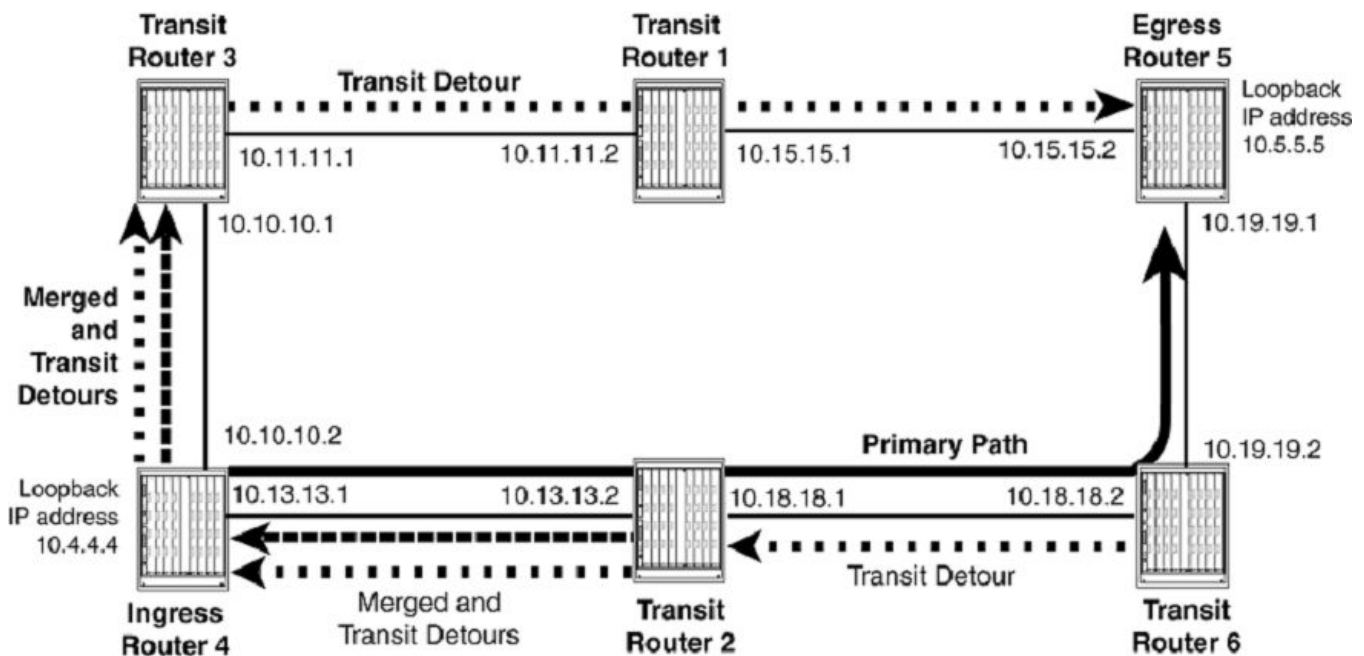 Transit
Router 3
Transit
Router 1
Egress
Router 5
Transit Detour
Loopback
IP address
10.5.5.5
10.11.11.1
10.11.11.2
10.15.15.1
10.15.15.2
10.10.10.1
10.19.19.1
Merged
and
Transit
Detours
10.10.10.2
Primary Path
10.19.19.2
Loopback
IP address
10.4.4.4
10.13.13.1
10.13.13.2
10.18.18.1
10.18.18.2
Transit Detour
Merged and
Transit Detours
Ingress
Router 4
Transit
Router 2
Transit
Router 6